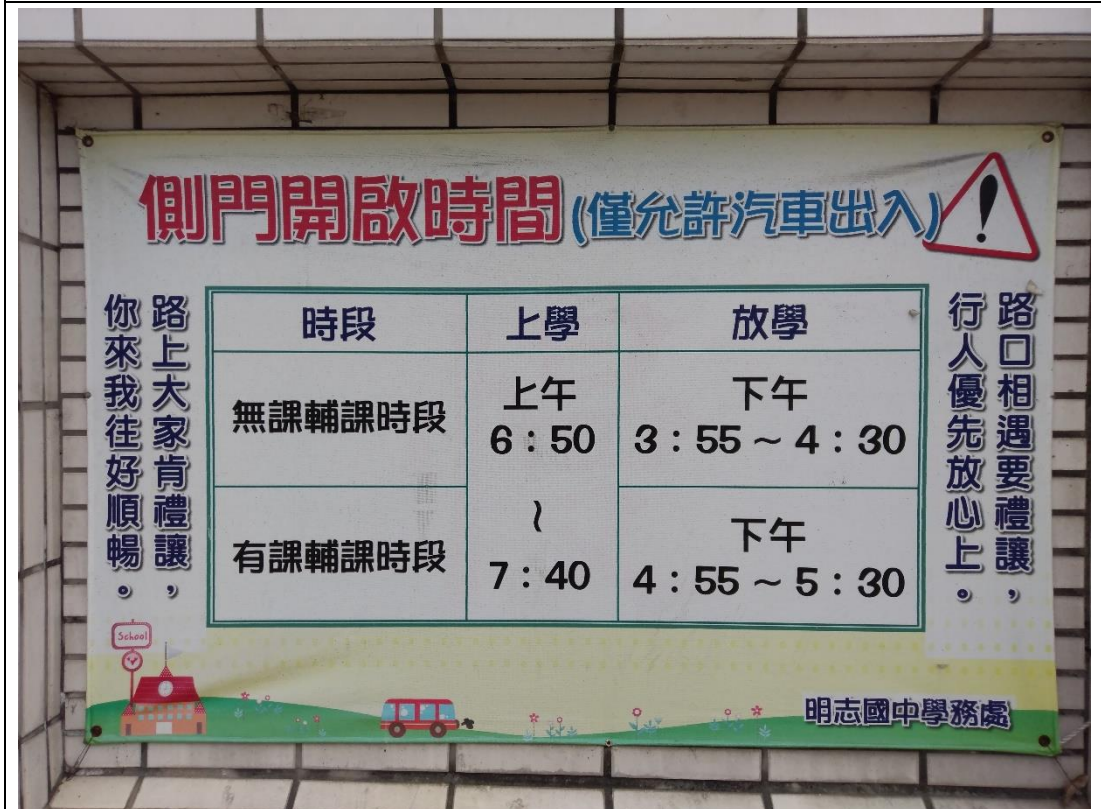 側門開啟時間(僅允許汽車出入)
路口相遇要禮讓，
行人優先放心上。
時段 上學 放學
無課輔課時段 上午 6：50 ～ 7：40 下午 3：55 ～ 4：30
有課輔課時段 下午 4：55 ～ 5：30
路上大家肯禮讓，
你來我往好順暢。
School
明志國中學務處